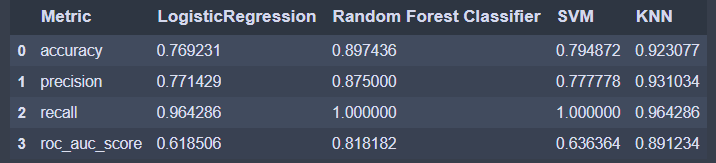 Metric LogisticRegression Random Forest Classifier SVM KNN
0 accuracy 0.769231 0.897436 0.794872 0.923077
1 precision 0.771429 0.875000 0.777778 0.931034
2 recall 0.964286 1.000000 1.000000 0.964286
3 roc_auc_score 0.618506 0.818182 0.636364 0.891234